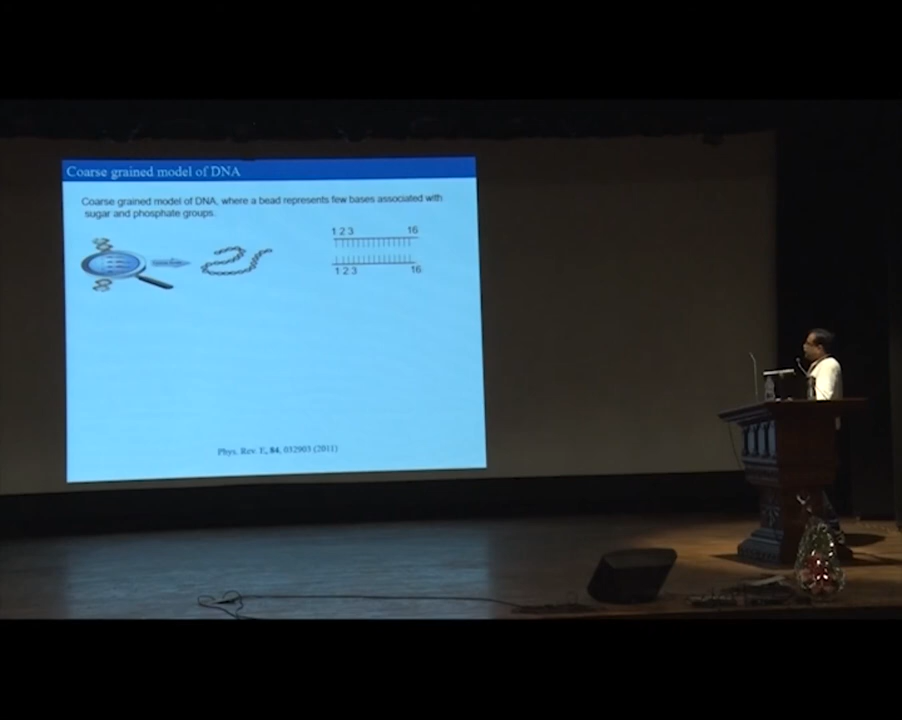 Coarse grained model of DNA
Coarse grained model of DNA, where a bead represents few bases associated with
sugar and phosphate groups.
1 2 3 16
1 2 3 16
Phys. Rev. E., 84, 032903 (2011)